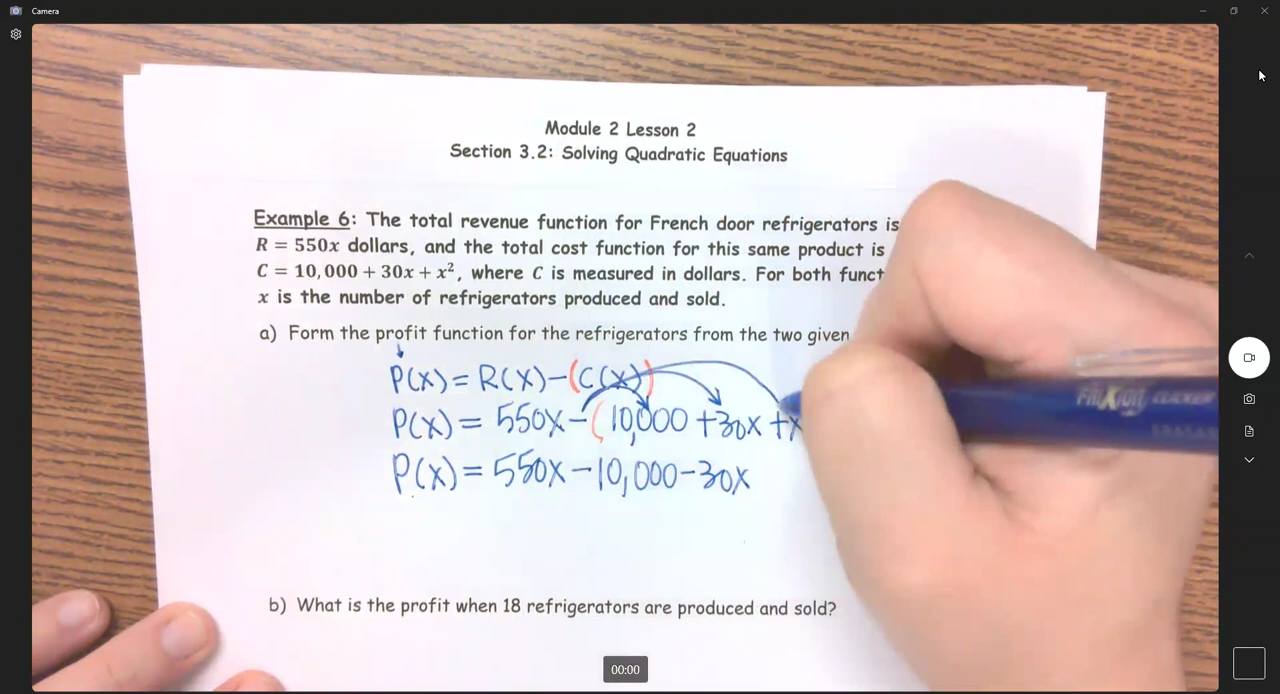 Camera
Module 2 Lesson 2
Section 3.2: Solving Quadratic Equations
Example 6: The total revenue function for French door refrigerators is
R = 550x dollars, and the total cost function for this same product is
C = 10,000 + 30x + x², where C is measured in dollars. For both funct
x is the number of refrigerators produced and sold.
a) Form the profit function for the refrigerators from the two given
P(x) = R(x) - (C(x))
P(x) = 550x - (10,000 + 30x + x
P(x) = 550x - 10,000 - 30x
FRIXION CLICKER
b) What is the profit when 18 refrigerators are produced and sold?
00:00